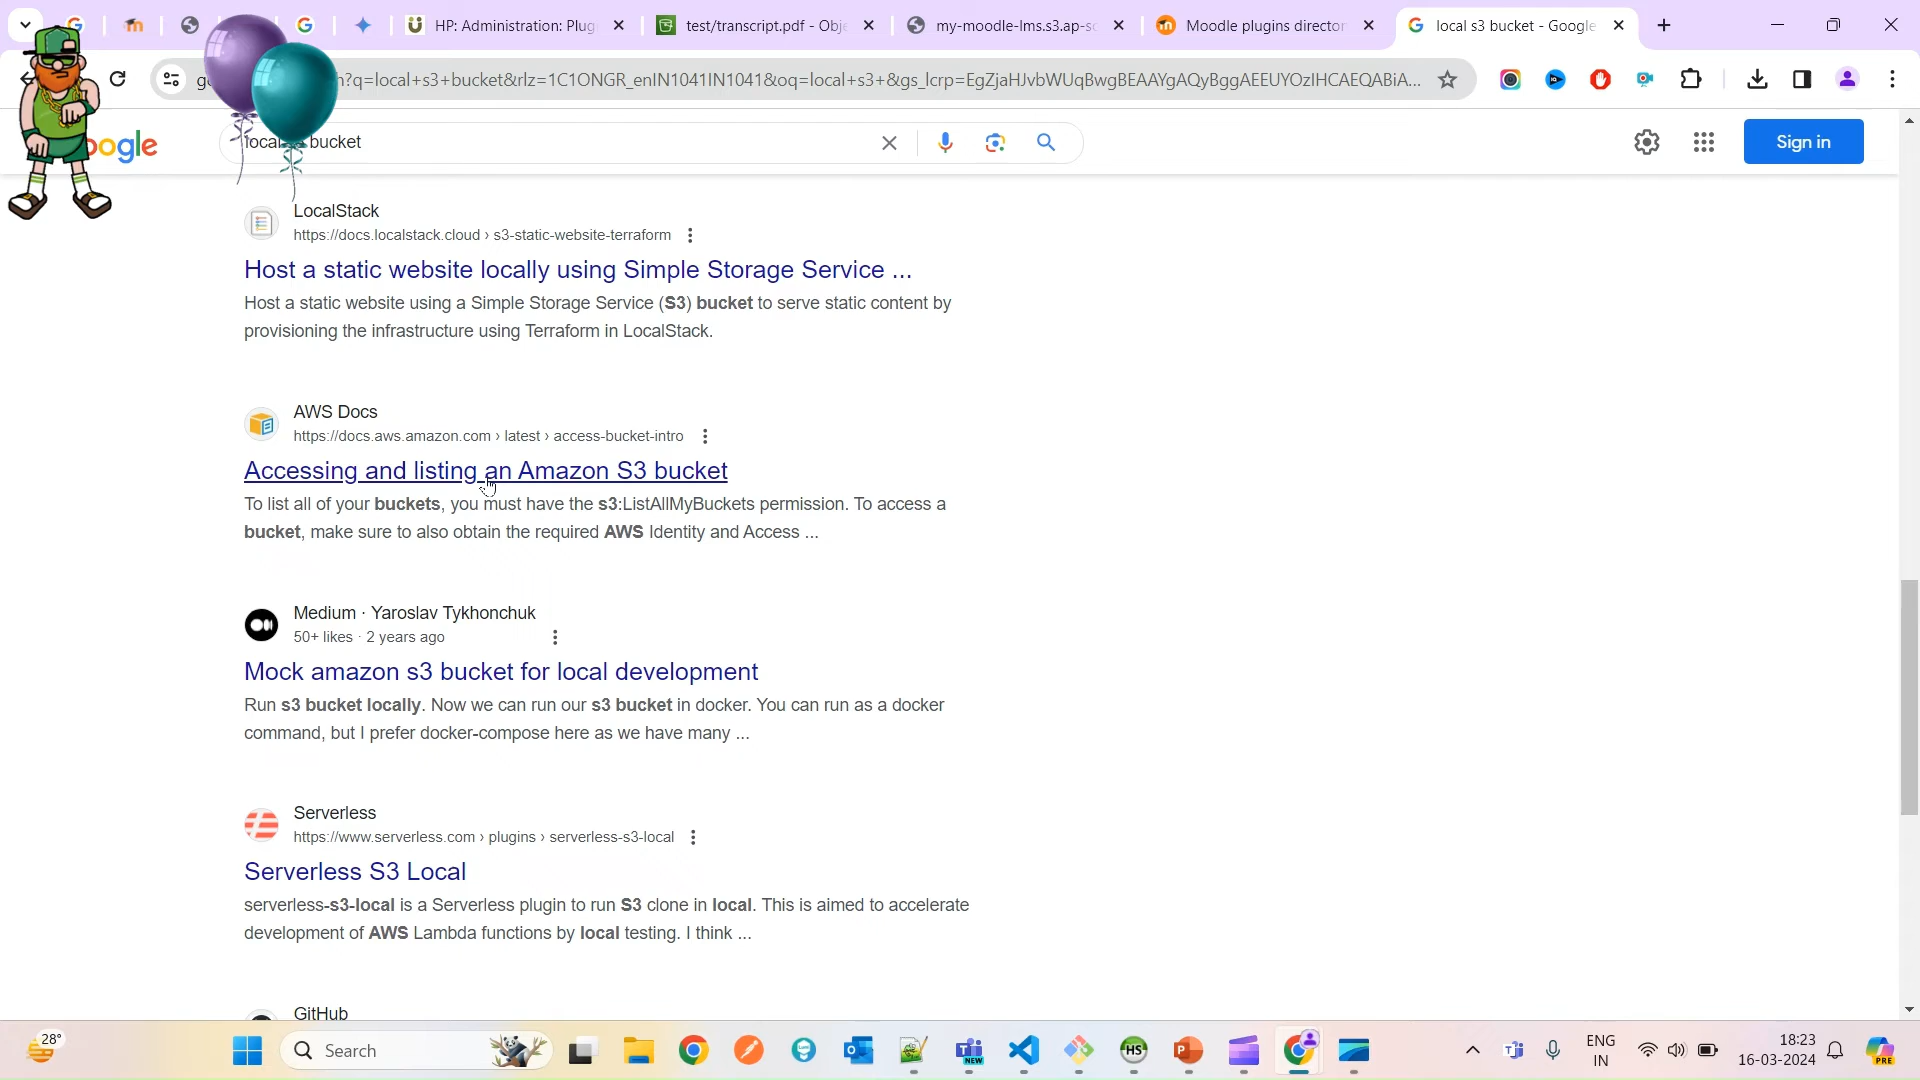 HP: Administration: Plug
test/transcript.pdf - Obje
my-moodle-lms.s3.ap-so
Moodle plugins director
local s3 bucket - Google
h?q=local+s3+bucket&rlz=1C1ONGR_enIN1041IN1041&oq=local+s3+&gs_lcrp=EgZjaHJvbWUqBwgBEAAYgAQyBggAEEUYOzIHCAEQABiA...
oogle
local bucket
Sign in
LocalStack
https://docs.localstack.cloud › s3-static-website-terraform
Host a static website locally using Simple Storage Service ...
Host a static website using a Simple Storage Service (S3) bucket to serve static content by
provisioning the infrastructure using Terraform in LocalStack.
AWS Docs
https://docs.aws.amazon.com › latest › access-bucket-intro
Accessing and listing an Amazon S3 bucket
To list all of your buckets, you must have the s3:ListAllMyBuckets permission. To access a
bucket, make sure to also obtain the required AWS Identity and Access ...
Medium · Yaroslav Tykhonchuk
50+ likes · 2 years ago
Mock amazon s3 bucket for local development
Run s3 bucket locally. Now we can run our s3 bucket in docker. You can run as a docker
command, but I prefer docker-compose here as we have many ...
Serverless
https://www.serverless.com › plugins › serverless-s3-local
Serverless S3 Local
serverless-s3-local is a Serverless plugin to run S3 clone in local. This is aimed to accelerate
development of AWS Lambda functions by local testing. I think ...
GitHub
28°
Search
NEW
HS
ENG
IN
18:23
16-03-2024
PRE